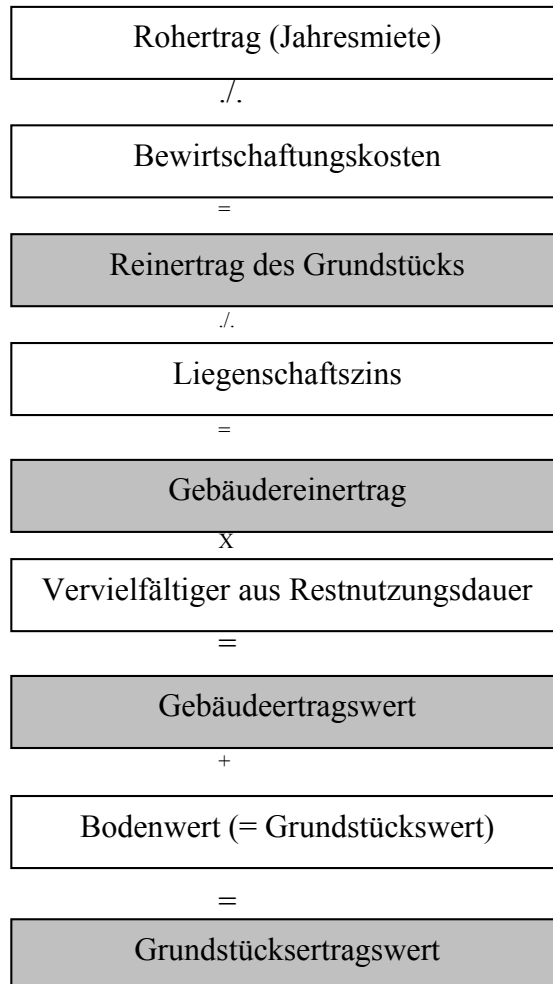 Rohertrag (Jahresmiete)
./.
Bewirtschaftungskosten
=
Reinertrag des Grundstücks
./.
Liegenschaftszins
=
Gebäudereinertrag
x
Vervielfältiger aus Restnutzungsdauer
=
Gebäudeertragswert
+
Bodenwert (= Grundstückswert)
=
Grundstücksertragswert